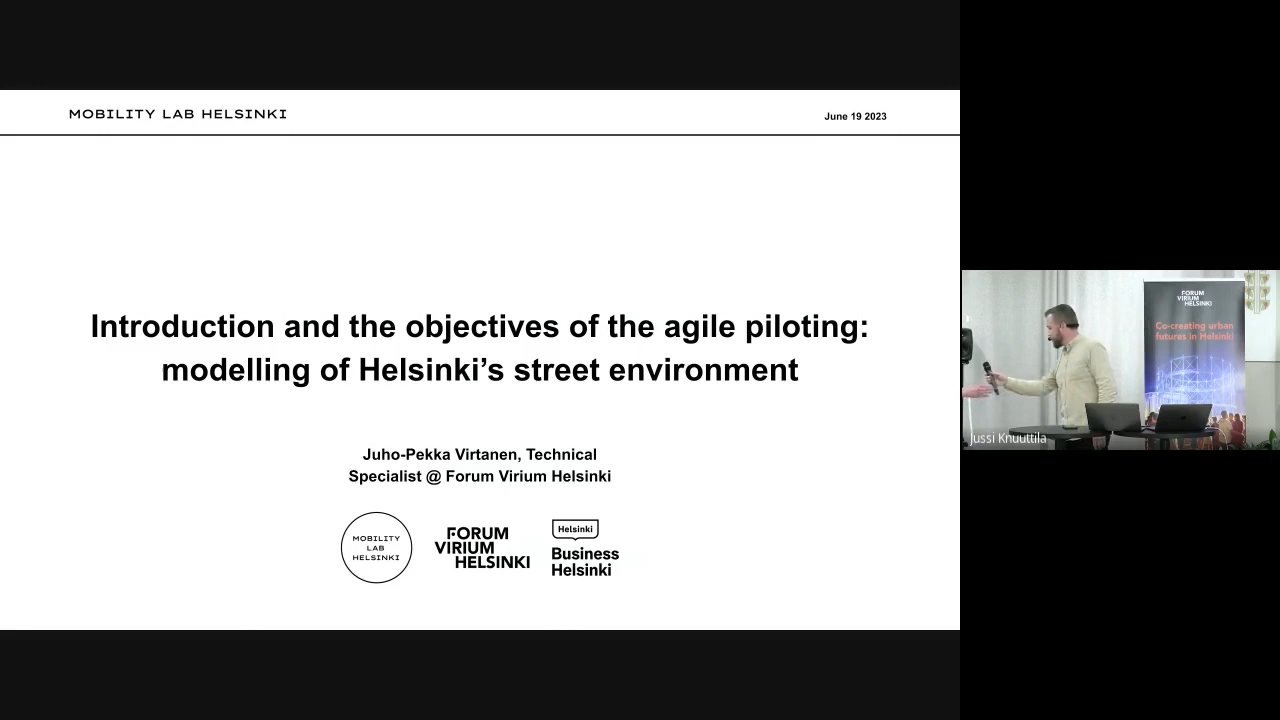 MOBILITY LAB HELSINKI
June 19 2023
Introduction and the objectives of the agile piloting:
modelling of Helsinki’s street environment
Juho-Pekka Virtanen, Technical
Specialist @ Forum Virium Helsinki
MOBILITY
LAB
HELSINKI
FORUM
VIRIUM
HELSINKI
Helsinki
Business
Helsinki
FORUM
VIRIUM
HELSINKI
Co-creating urban
futures in Helsinki
Jussi Knuuttila